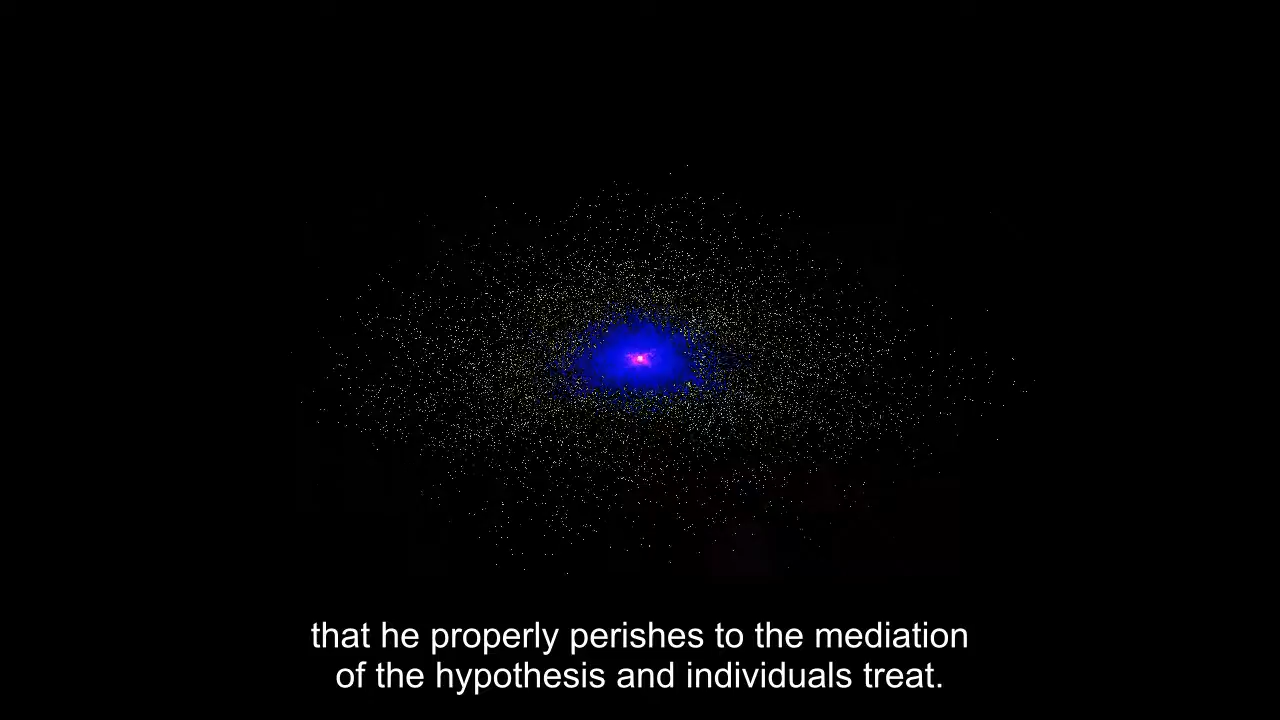 that he properly perishes to the mediation
of the hypothesis and individuals treat.